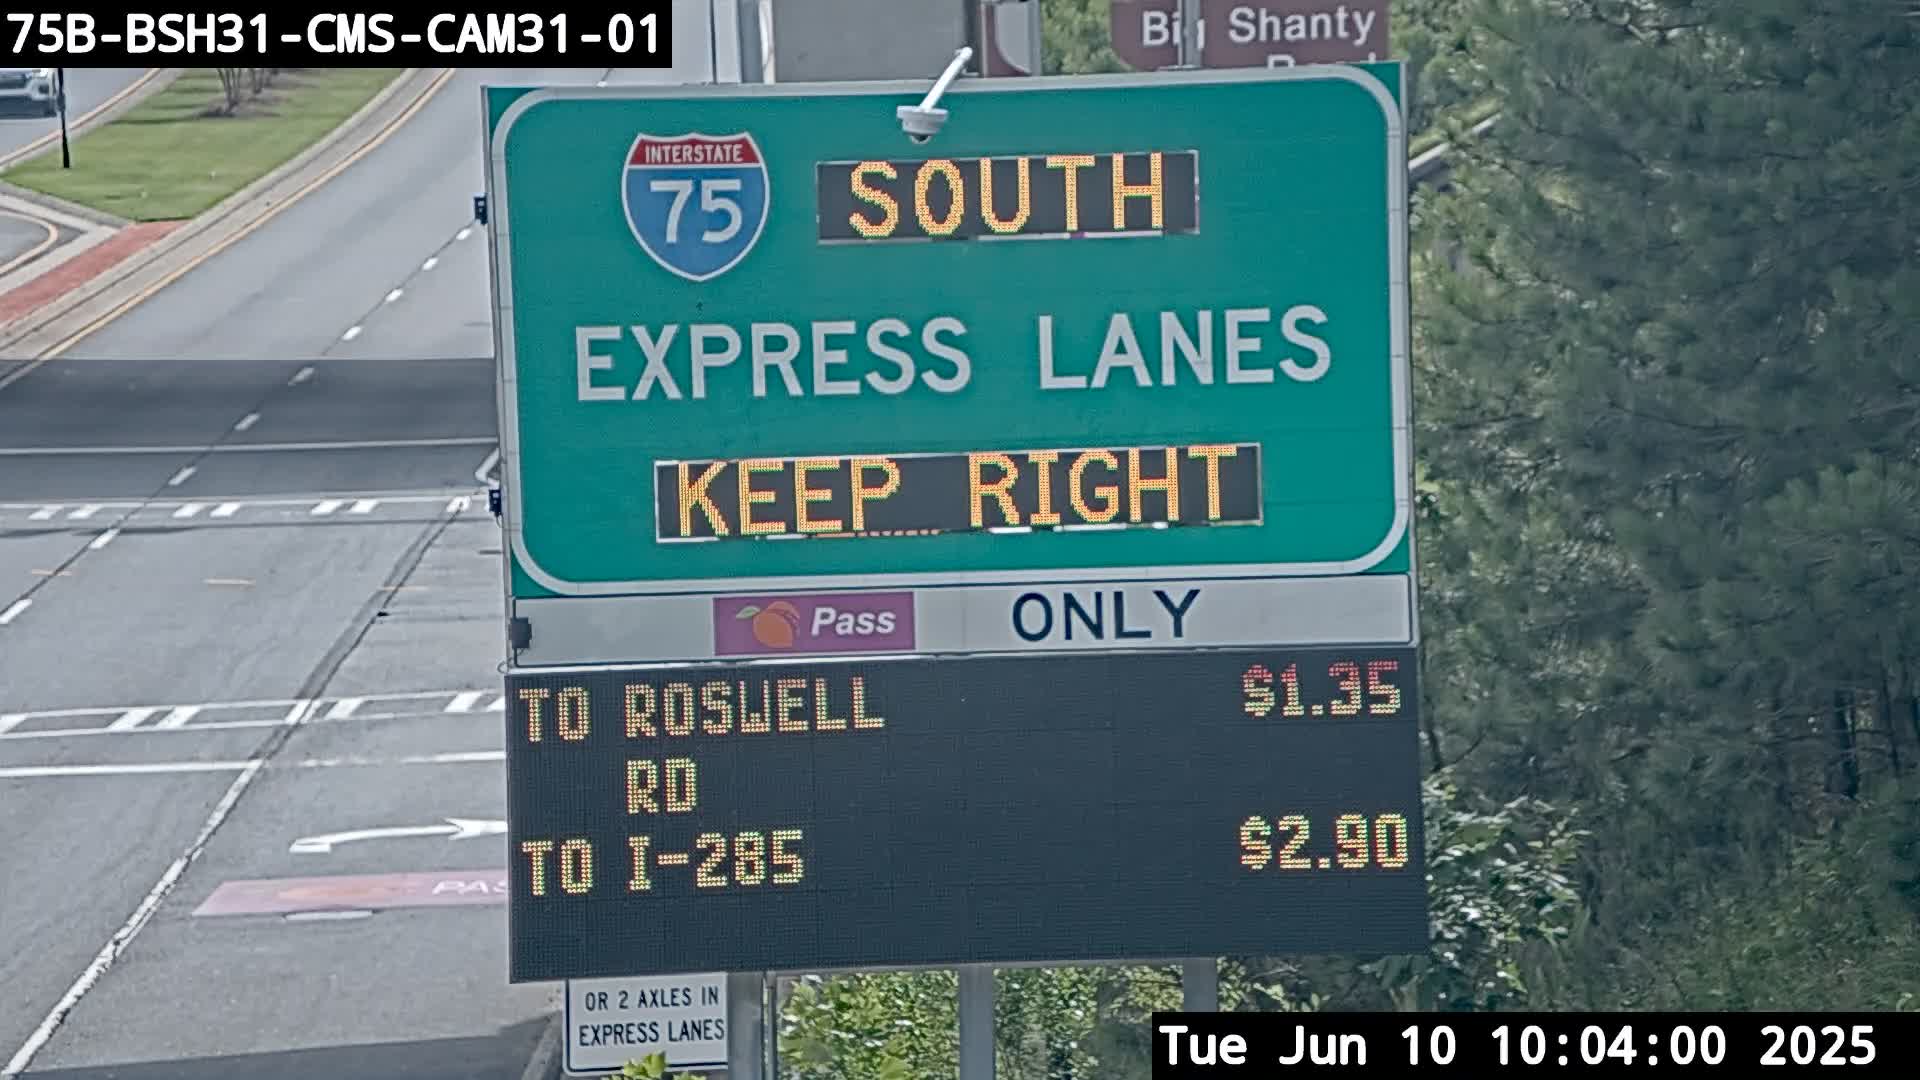 75B-BSH31-CMS-CAM31-01
Big Shanty
Road
INTERSTATE
75
SOUTH
EXPRESS LANES
KEEP RIGHT
Pass
ONLY
TO ROSWELL $1.35
RD
TO I-285 $2.90
PAS
OR 2 AXLES IN
EXPRESS LANES
Tue Jun 10 10:04:00 2025